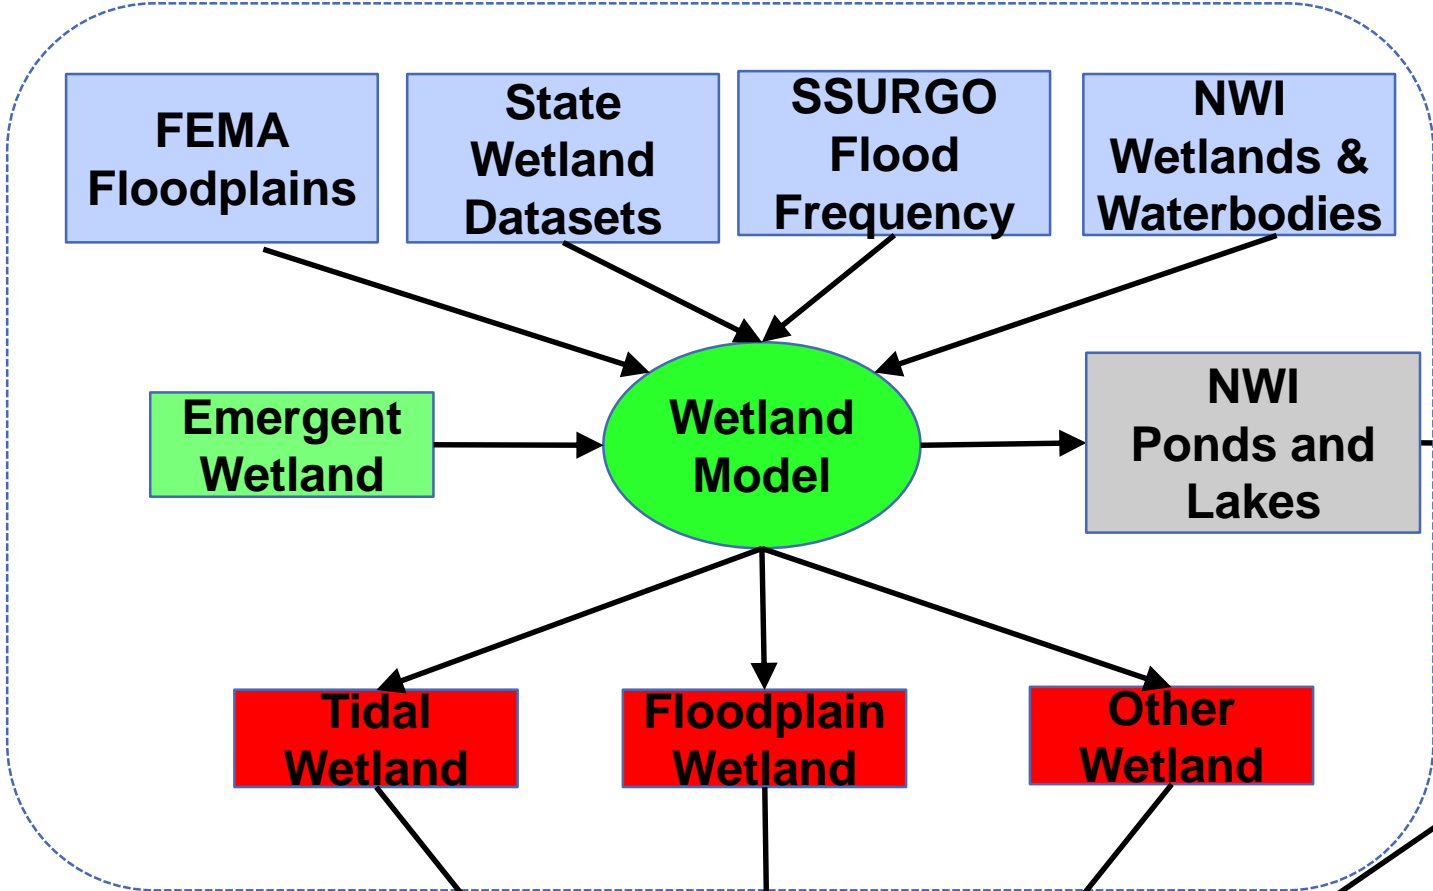 FEMA
Floodplains
State
Wetland
Datasets
SSURGO
Flood
Frequency
NWI
Wetlands &
Waterbodies
Emergent
Wetland
Wetland
Model
NWI
Ponds and
Lakes
Tidal
Wetland
Floodplain
Wetland
Other
Wetland